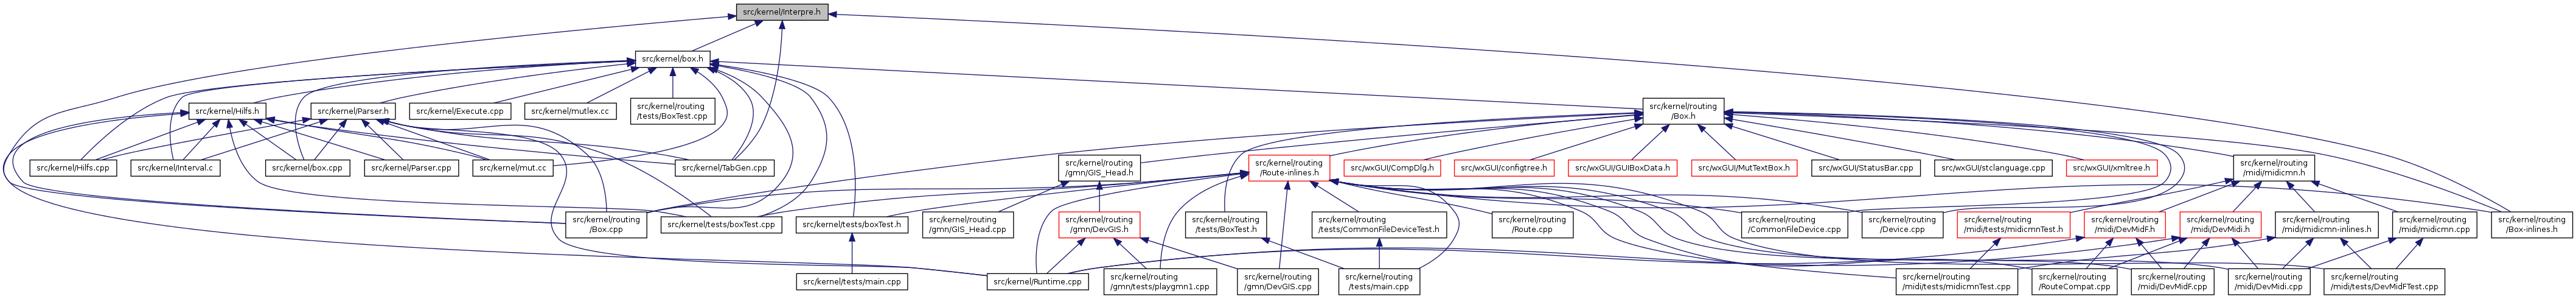 src/kernel/Interpre.h
src/kernel/box.h
src/kernel/Hilfs.h
src/kernel/Parser.h
src/kernel/Execute.cpp
src/kernel/mutlex.cc
src/kernel/routing
/tests/BoxTest.cpp
src/kernel/routing
/Box.h
src/kernel/Hilfs.cpp
src/kernel/Interval.c
src/kernel/box.cpp
src/kernel/Parser.cpp
src/kernel/mut.cc
src/kernel/TabGen.cpp
src/kernel/routing
/gmn/GIS_Head.h
src/kernel/routing
/Route-inlines.h
src/wxGUI/CompDlg.h
src/wxGUI/configtree.h
src/wxGUI/GUIBoxData.h
src/wxGUI/MutTextBox.h
src/wxGUI/StatusBar.cpp
src/wxGUI/stclanguage.cpp
src/wxGUI/xmltree.h
src/kernel/routing
/midi/midicmn.h
src/kernel/routing
/Box.cpp
src/kernel/tests/boxTest.cpp
src/kernel/tests/boxTest.h
src/kernel/routing
/gmn/GIS_Head.cpp
src/kernel/routing
/gmn/DevGIS.h
src/kernel/routing
/tests/BoxTest.h
src/kernel/routing
/tests/CommonFileDeviceTest.h
src/kernel/routing
/Route.cpp
src/kernel/routing
/CommonFileDevice.cpp
src/kernel/routing
/Device.cpp
src/kernel/routing
/midi/tests/midicmnTest.h
src/kernel/routing
/midi/DevMidF.h
src/kernel/routing
/midi/DevMidi.h
src/kernel/routing
/midi/midicmn-inlines.h
src/kernel/routing
/midi/midicmn.cpp
src/kernel/routing
/Box-inlines.h
src/kernel/tests/main.cpp
src/kernel/Runtime.cpp
src/kernel/routing
/gmn/tests/playgmn1.cpp
src/kernel/routing
/gmn/DevGIS.cpp
src/kernel/routing
/tests/main.cpp
src/kernel/routing
/midi/tests/midicmnTest.cpp
src/kernel/routing
/RouteCompat.cpp
src/kernel/routing
/midi/DevMidF.cpp
src/kernel/routing
/midi/DevMidi.cpp
src/kernel/routing
/midi/tests/DevMidFTest.cpp